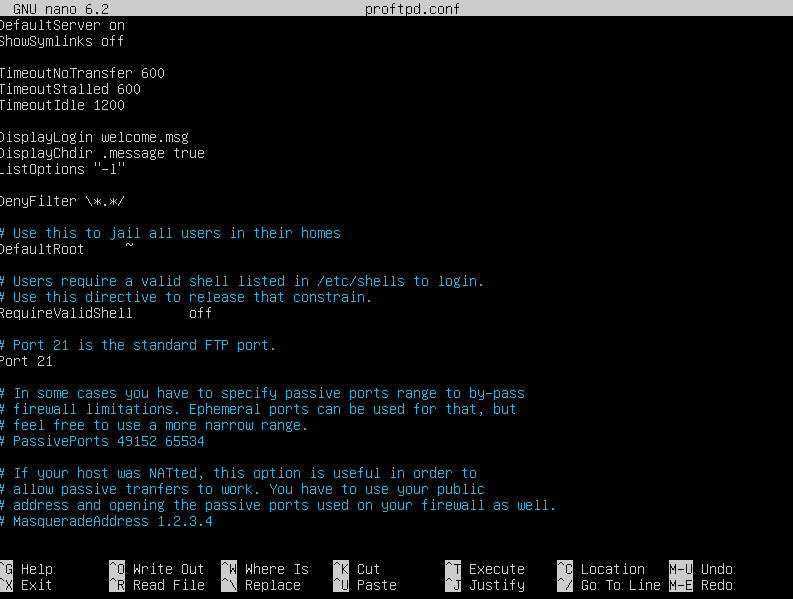 GNU nano 6.2 proftpd.conf
DefaultServer on
ShowSymlinks off
TimeoutNoTransfer 600
TimeoutStalled 600
TimeoutIdle 1200
DisplayLogin welcome.msg
DisplayChdir .message true
ListOptions "-l"
DenyFilter \*.*/
# Use this to jail all users in their homes
DefaultRoot ~
# Users require a valid shell listed in /etc/shells to login.
# Use this directive to release that constrain.
RequireValidShell off
# Port 21 is the standard FTP port.
Port 21
# In some cases you have to specify passive ports range to by-pass
# firewall limitations. Ephemeral ports can be used for that, but
# feel free to use a more narrow range.
# PassivePorts 49152 65534
# If your host was NATted, this option is useful in order to
# allow passive tranfers to work. You have to use your public
# address and opening the passive ports used on your firewall as well.
# MasqueradeAddress 1.2.3.4
^G Help ^O Write Out ^W Where Is ^K Cut ^T Execute ^C Location M-U Undo
^X Exit ^R Read File ^\ Replace ^U Paste ^J Justify ^/ Go To Line M-E Redo